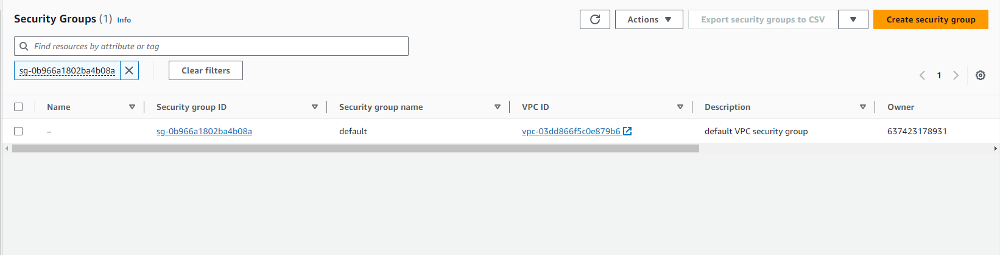 Security Groups (1) Info
Actions
Export security groups to CSV
Create security group
Find resources by attribute or tag
sg-0b966a1802ba4b08a
Clear filters
1
Name Security group ID Security group name VPC ID Description Owner
– sg-0b966a1802ba4b08a default vpc-03dd866f5c0e879b6 default VPC security group 637423178931